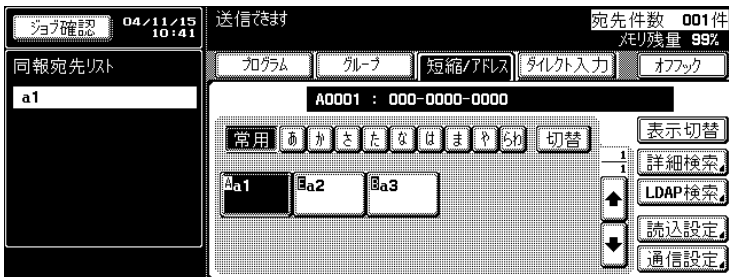 ジョブ確認
04/11/15
10:41
送信できます
宛先件数 001件
メモリ残量 99%
同報宛先リスト
a1
プログラム
グループ
短縮/アドレス
ダイレクト入力
オフフック
A0001 : 000-0000-0000
常用
あ
か
さ
た
な
は
ま
や
らわ
切替
表示切替
1
1
詳細検索
LDAP検索
読込設定
通信設定
A a1
E a2
B a3